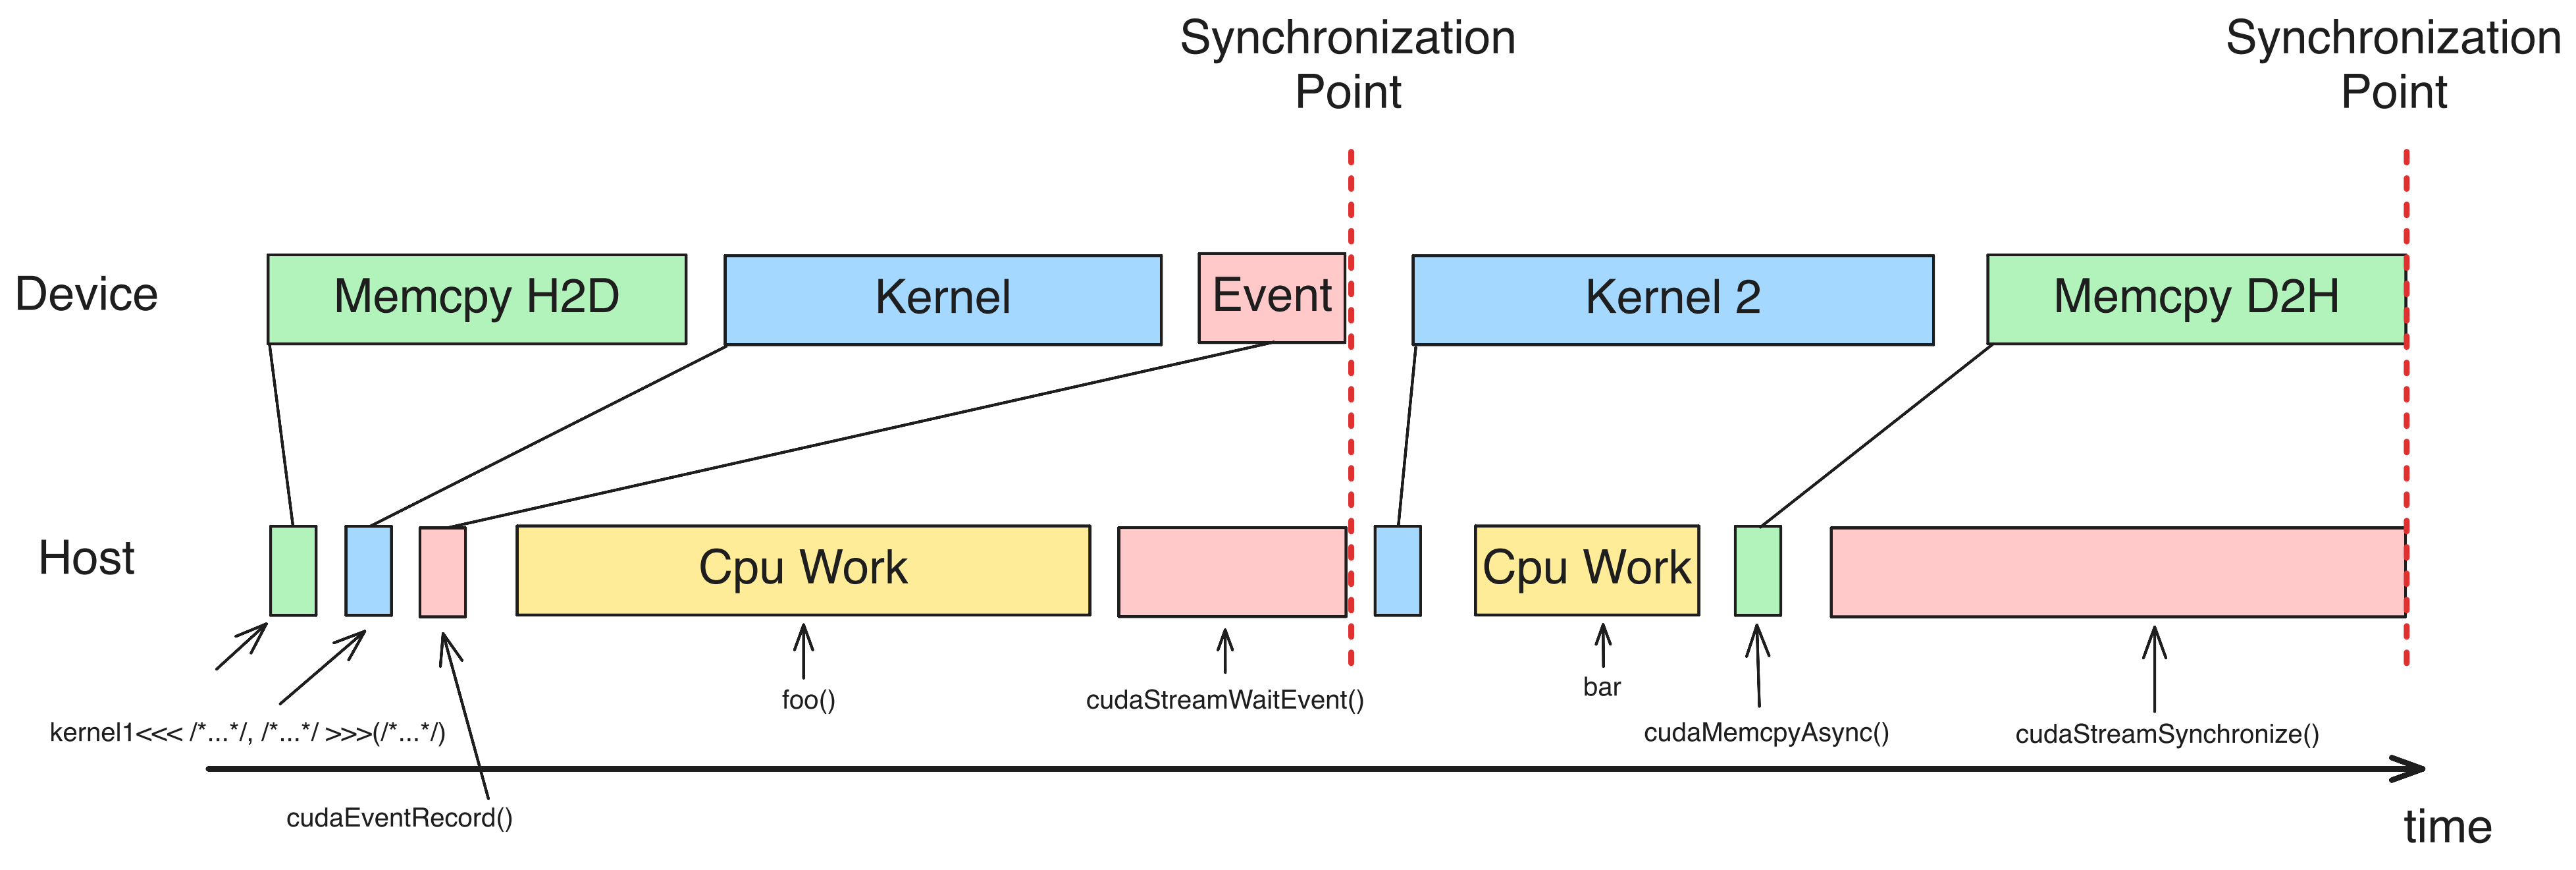 Synchronization
Point
Synchronization
Point
Device
Memcpy H2D
Kernel
Event
Kernel 2
Memcpy D2H
Host
Cpu Work
Cpu Work
foo()
cudaStreamWaitEvent()
bar
kernel1<<< /*...*/, /*...*/ >>>(/*...*/)
cudaMemcpyAsync()
cudaStreamSynchronize()
cudaEventRecord()
time